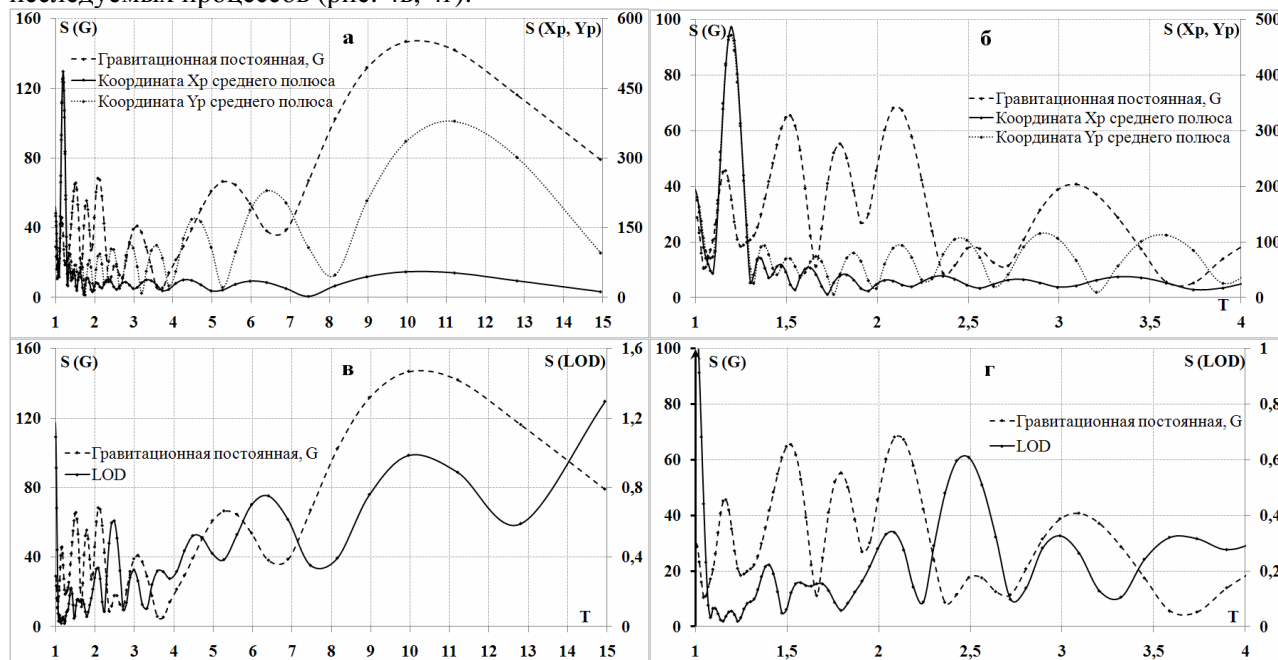 исследуемых процессов (рис. 4в, 4г).
160
S (G)
а
S (Xp, Yp)
600
Гравитационная постоянная, G
Координата Xp среднего полюса
Координата Yp среднего полюса
120
450
80
300
40
150
0
0
1 2 3 4 5 6 7 8 9 10 11 12 13 14 15
100
S (G)
б
S (Xp, Yp)
500
80
400
Гравитационная постоянная, G
Координата Xp среднего полюса
Координата Yp среднего полюса
60
300
40
200
20
100
0
0
1 1,5 2 2,5 3 3,5 4
T
160
S (G)
в
S (LOD)
1,6
120
1,2
Гравитационная постоянная, G
LOD
80
0,8
40
0,4
0
T
0
1 2 3 4 5 6 7 8 9 10 11 12 13 14 15
100
S (G)
г
S (LOD)
1
80
0,8
Гравитационная постоянная, G
LOD
60
0,6
40
0,4
20
0,2
0
T
0
1 1,5 2 2,5 3 3,5 4